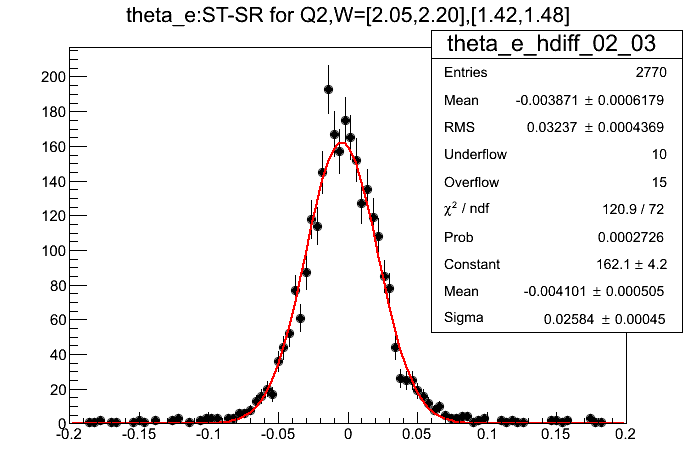 theta_e:ST-SR for Q2,W=[2.05,2.20],[1.42,1.48]
theta_e_hdiff_02_03
Entries 2770
Mean -0.003871 ± 0.0006179
RMS 0.03237 ± 0.0004369
Underflow 10
Overflow 15
χ² / ndf 120.9 / 72
Prob 0.0002726
Constant 162.1 ± 4.2
Mean -0.004101 ± 0.000505
Sigma 0.02584 ± 0.00045
200
180
160
140
120
100
80
60
40
20
0
-0.2 -0.15 -0.1 -0.05 0 0.05 0.1 0.15 0.2